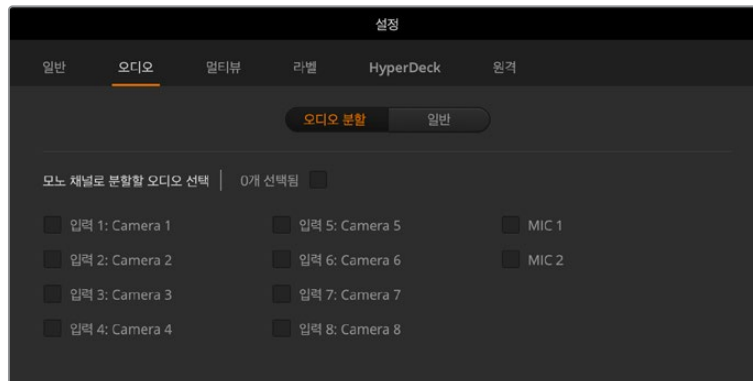 설정
일반 오디오 멀티뷰 라벨 HyperDeck 원격
오디오 분할 일반
모노 채널로 분할할 오디오 선택 0개 선택됨
입력 1: Camera 1 입력 5: Camera 5 MIC 1
입력 2: Camera 2 입력 6: Camera 6 MIC 2
입력 3: Camera 3 입력 7: Camera 7
입력 4: Camera 4 입력 8: Camera 8